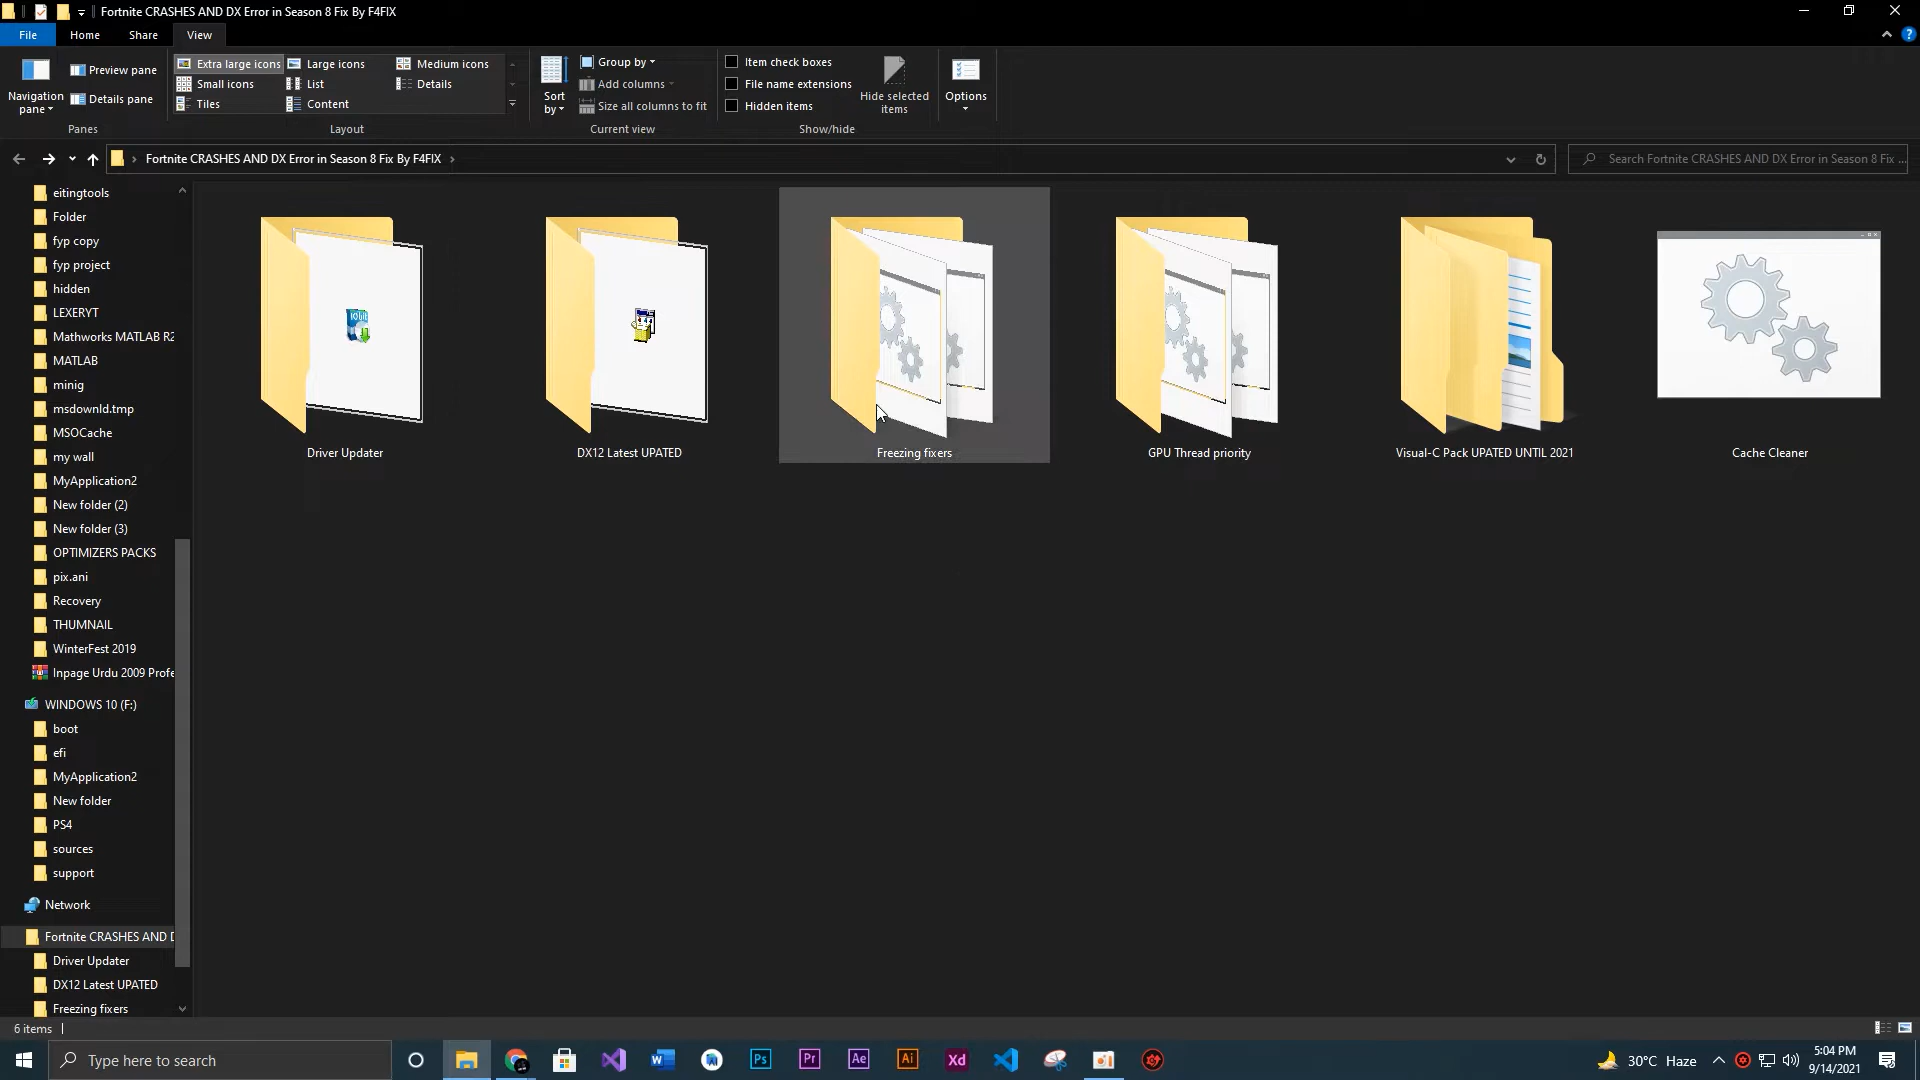 Fortnite CRASHES AND DX Error in Season 8 Fix By F4FIX
File Home Share View
Navigation pane
Preview pane
Details pane
Panes
Extra large icons Large icons Medium icons
Small icons List Details
Tiles Content
Layout
Sort by
Group by
Add columns
Size all columns to fit
Current view
Item check boxes
File name extensions
Hidden items
Hide selected items
Show/hide
Options
Fortnite CRASHES AND DX Error in Season 8 Fix By F4FIX
Search Fortnite CRASHES AND DX Error in Season 8 Fix ...
eitingtools
Folder
fyp copy
fyp project
hidden
LEXERYT
Mathworks MATLAB R2
MATLAB
minig
msdownld.tmp
MSOCache
my wall
MyApplication2
New folder (2)
New folder (3)
OPTIMIZERS PACKS
pix.ani
Recovery
THUMNAIL
WinterFest 2019
Inpage Urdu 2009 Profe
WINDOWS 10 (F:)
boot
efi
MyApplication2
New folder
PS4
sources
support
Network
Fortnite CRASHES AND D
Driver Updater
DX12 Latest UPATED
Freezing fixers
Driver Updater
DX12 Latest UPATED
Freezing fixers
GPU Thread priority
Visual-C Pack UPATED UNTIL 2021
Cache Cleaner
6 items
Type here to search
W
Ps
Pr
Ae
Ai
Xd
30°C Haze
5:04 PM
9/14/2021